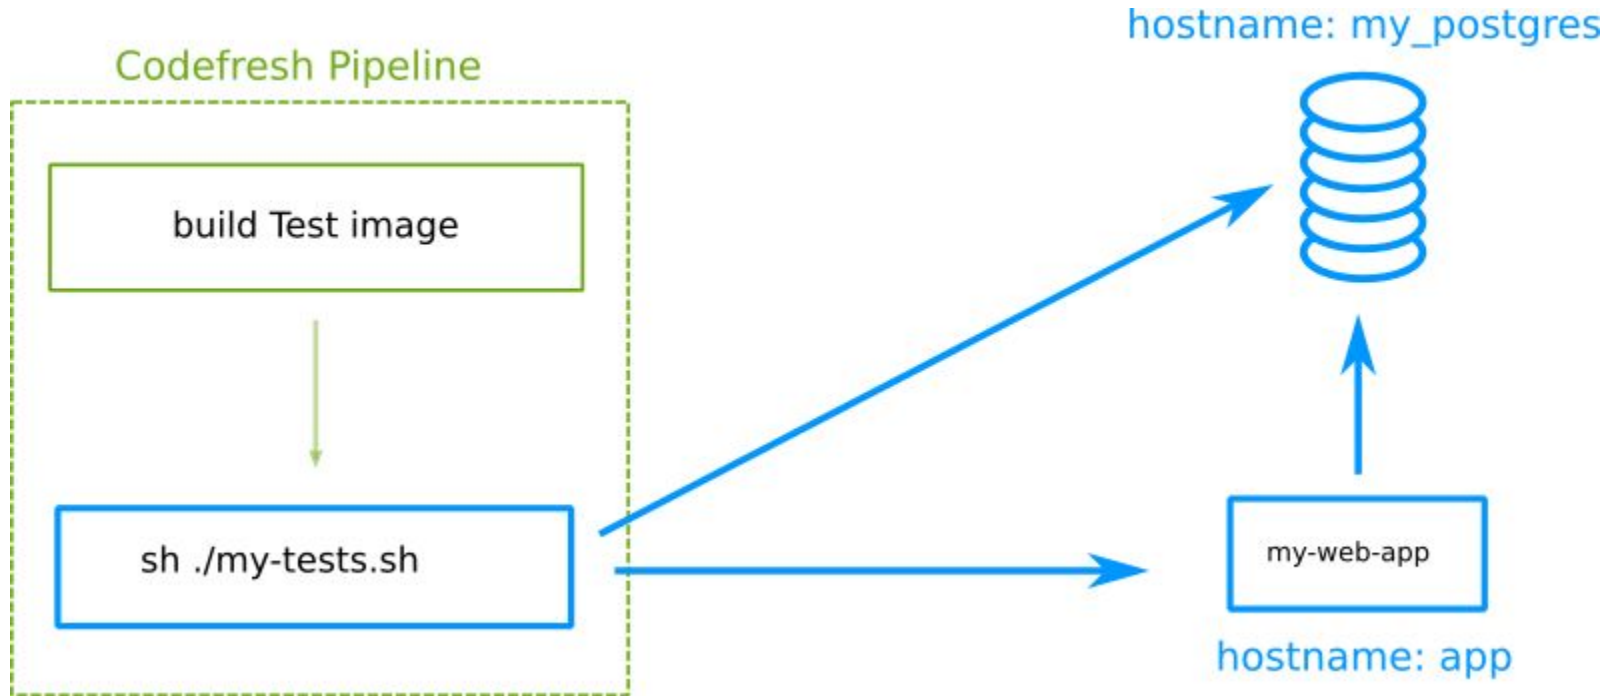 hostname: my_postgres
Codefresh Pipeline
build Test image
sh ./my-tests.sh
my-web-app
hostname: app